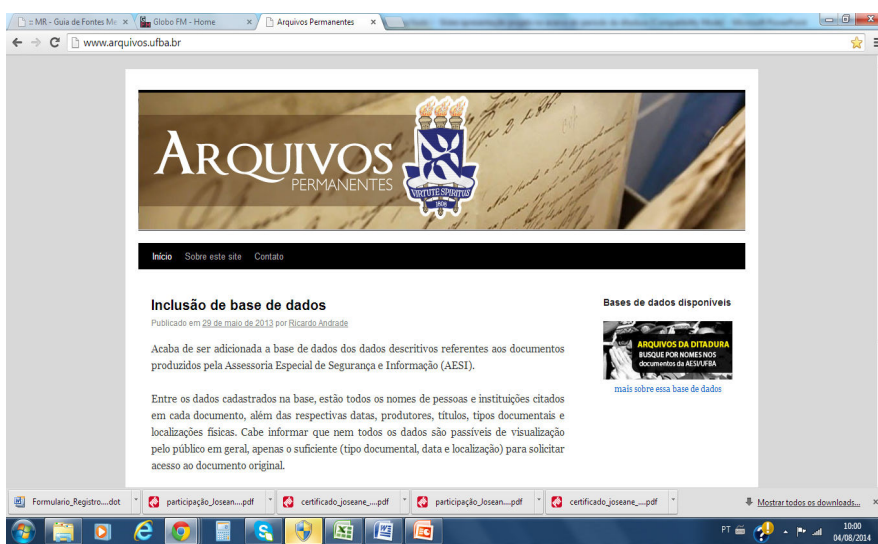 :: MR - Guia de Fontes Me
Globo FM - Home
Arquivos Permanentes
www.arquivos.ufba.br
ARQUIVOS
PERMANENTES
VIRTUTE SPIRITUS
1808
Início Sobre este site Contato
Inclusão de base de dados
Publicado em 29 de maio de 2013 por Ricardo Andrade
Acaba de ser adicionada a base de dados dos dados descritivos referentes aos documentos
produzidos pela Assessoria Especial de Segurança e Informação (AESI).
Entre os dados cadastrados na base, estão todos os nomes de pessoas e instituições citados
em cada documento, além das respectivas datas, produtores, títulos, tipos documentais e
localizações físicas. Cabe informar que nem todos os dados são passíveis de visualização
pelo público em geral, apenas o suficiente (tipo documental, data e localização) para solicitar
acesso ao documento original.
Bases de dados disponíveis
ARQUIVOS DA DITADURA
BUSQUE POR NOMES NOS
documentos da AESI/UFBA
mais sobre essa base de dados
Formulario_Registro....dot
participação_Josean....pdf
certificado_joseane_....pdf
participação_Josean....pdf
certificado_joseane_....pdf
Mostrar todos os downloads...
PT
10:00
04/08/2014